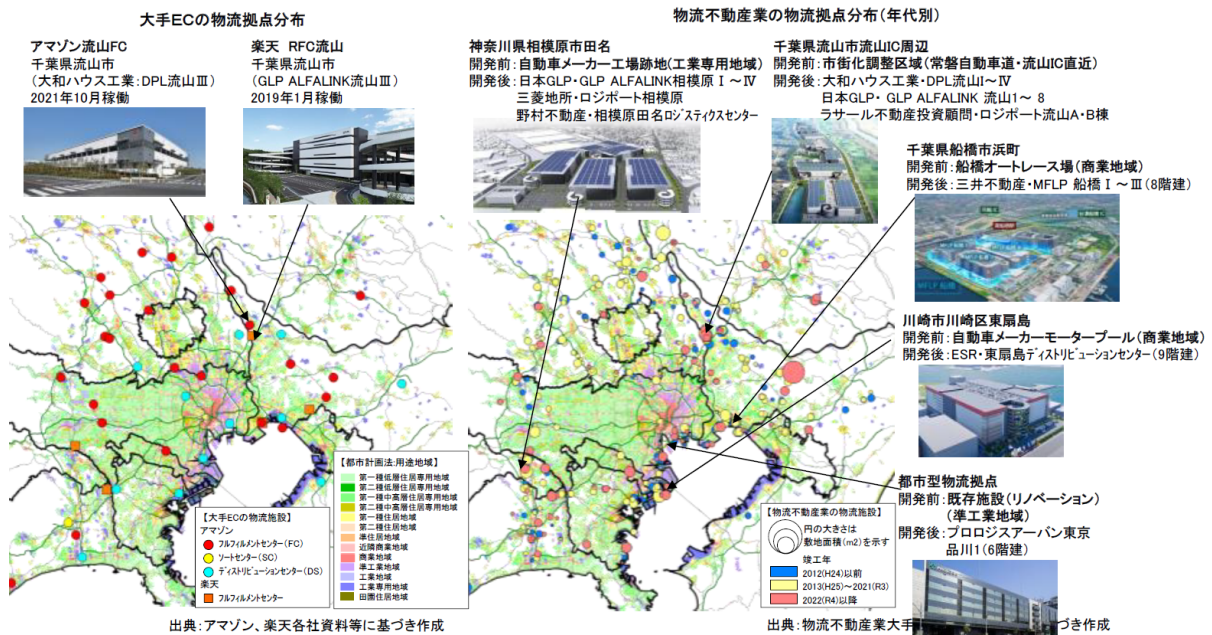 大手ECの物流拠点分布
アマゾン流山FC
千葉県流山市
(大和ハウス工業:DPL流山Ⅲ)
2021年10月稼働
楽天 RFC流山
千葉県流山市
(GLP ALFALINK流山Ⅲ)
2019年1月稼働
【大手ECの物流施設】
アマゾン
フルフィルメントセンター(FC)
ソートセンター(SC)
ディストリビューションセンター(DS)
楽天
フルフィルメントセンター
【都市計画法:用途地域】
第一種低層住居専用地域
第二種低層住居専用地域
第一種中高層住居専用地域
第二種中高層住居専用地域
第一種住居地域
第二種住居地域
準住居地域
近隣商業地域
商業地域
準工業地域
工業地域
工業専用地域
田園住居地域
出典:アマゾン、楽天各社資料等に基づき作成
物流不動産業の物流拠点分布(年代別)
神奈川県相模原市田名
開発前:自動車メーカー工場跡地(工業専用地域)
開発後:日本GLP・GLP ALFALINK相模原Ⅰ~Ⅳ
三菱地所・ロジポート相模原
野村不動産・相模原田名ロジスティクスセンター
千葉県流山市流山IC周辺
開発前:市街化調整区域(常磐自動車道・流山IC直近)
開発後:大和ハウス工業・DPL流山Ⅰ~Ⅳ
日本GLP・ GLP ALFALINK 流山1~ 8
ラサール不動産投資顧問・ロジポート流山A・B棟
千葉県船橋市浜町
開発前:船橋オートレース場(商業地域)
開発後:三井不動産・MFLP 船橋Ⅰ~Ⅲ(8階建)
MFLP 船橋
川崎市川崎区東扇島
開発前:自動車メーカーモータープール(商業地域)
開発後:ESR・東扇島ディストリビューションセンター(9階建)
都市型物流拠点
開発前:既存施設(リノベーション)
(準工業地域)
開発後:プロロジスアーバン東京
品川1(6階建)
【物流不動産業の物流施設】
円の大きさは
敷地面積(m2)を示す
竣工年
2012(H24)以前
2013(H25)~2021(R3)
2022(R4)以降
出典:物流不動産業大手
づき作成